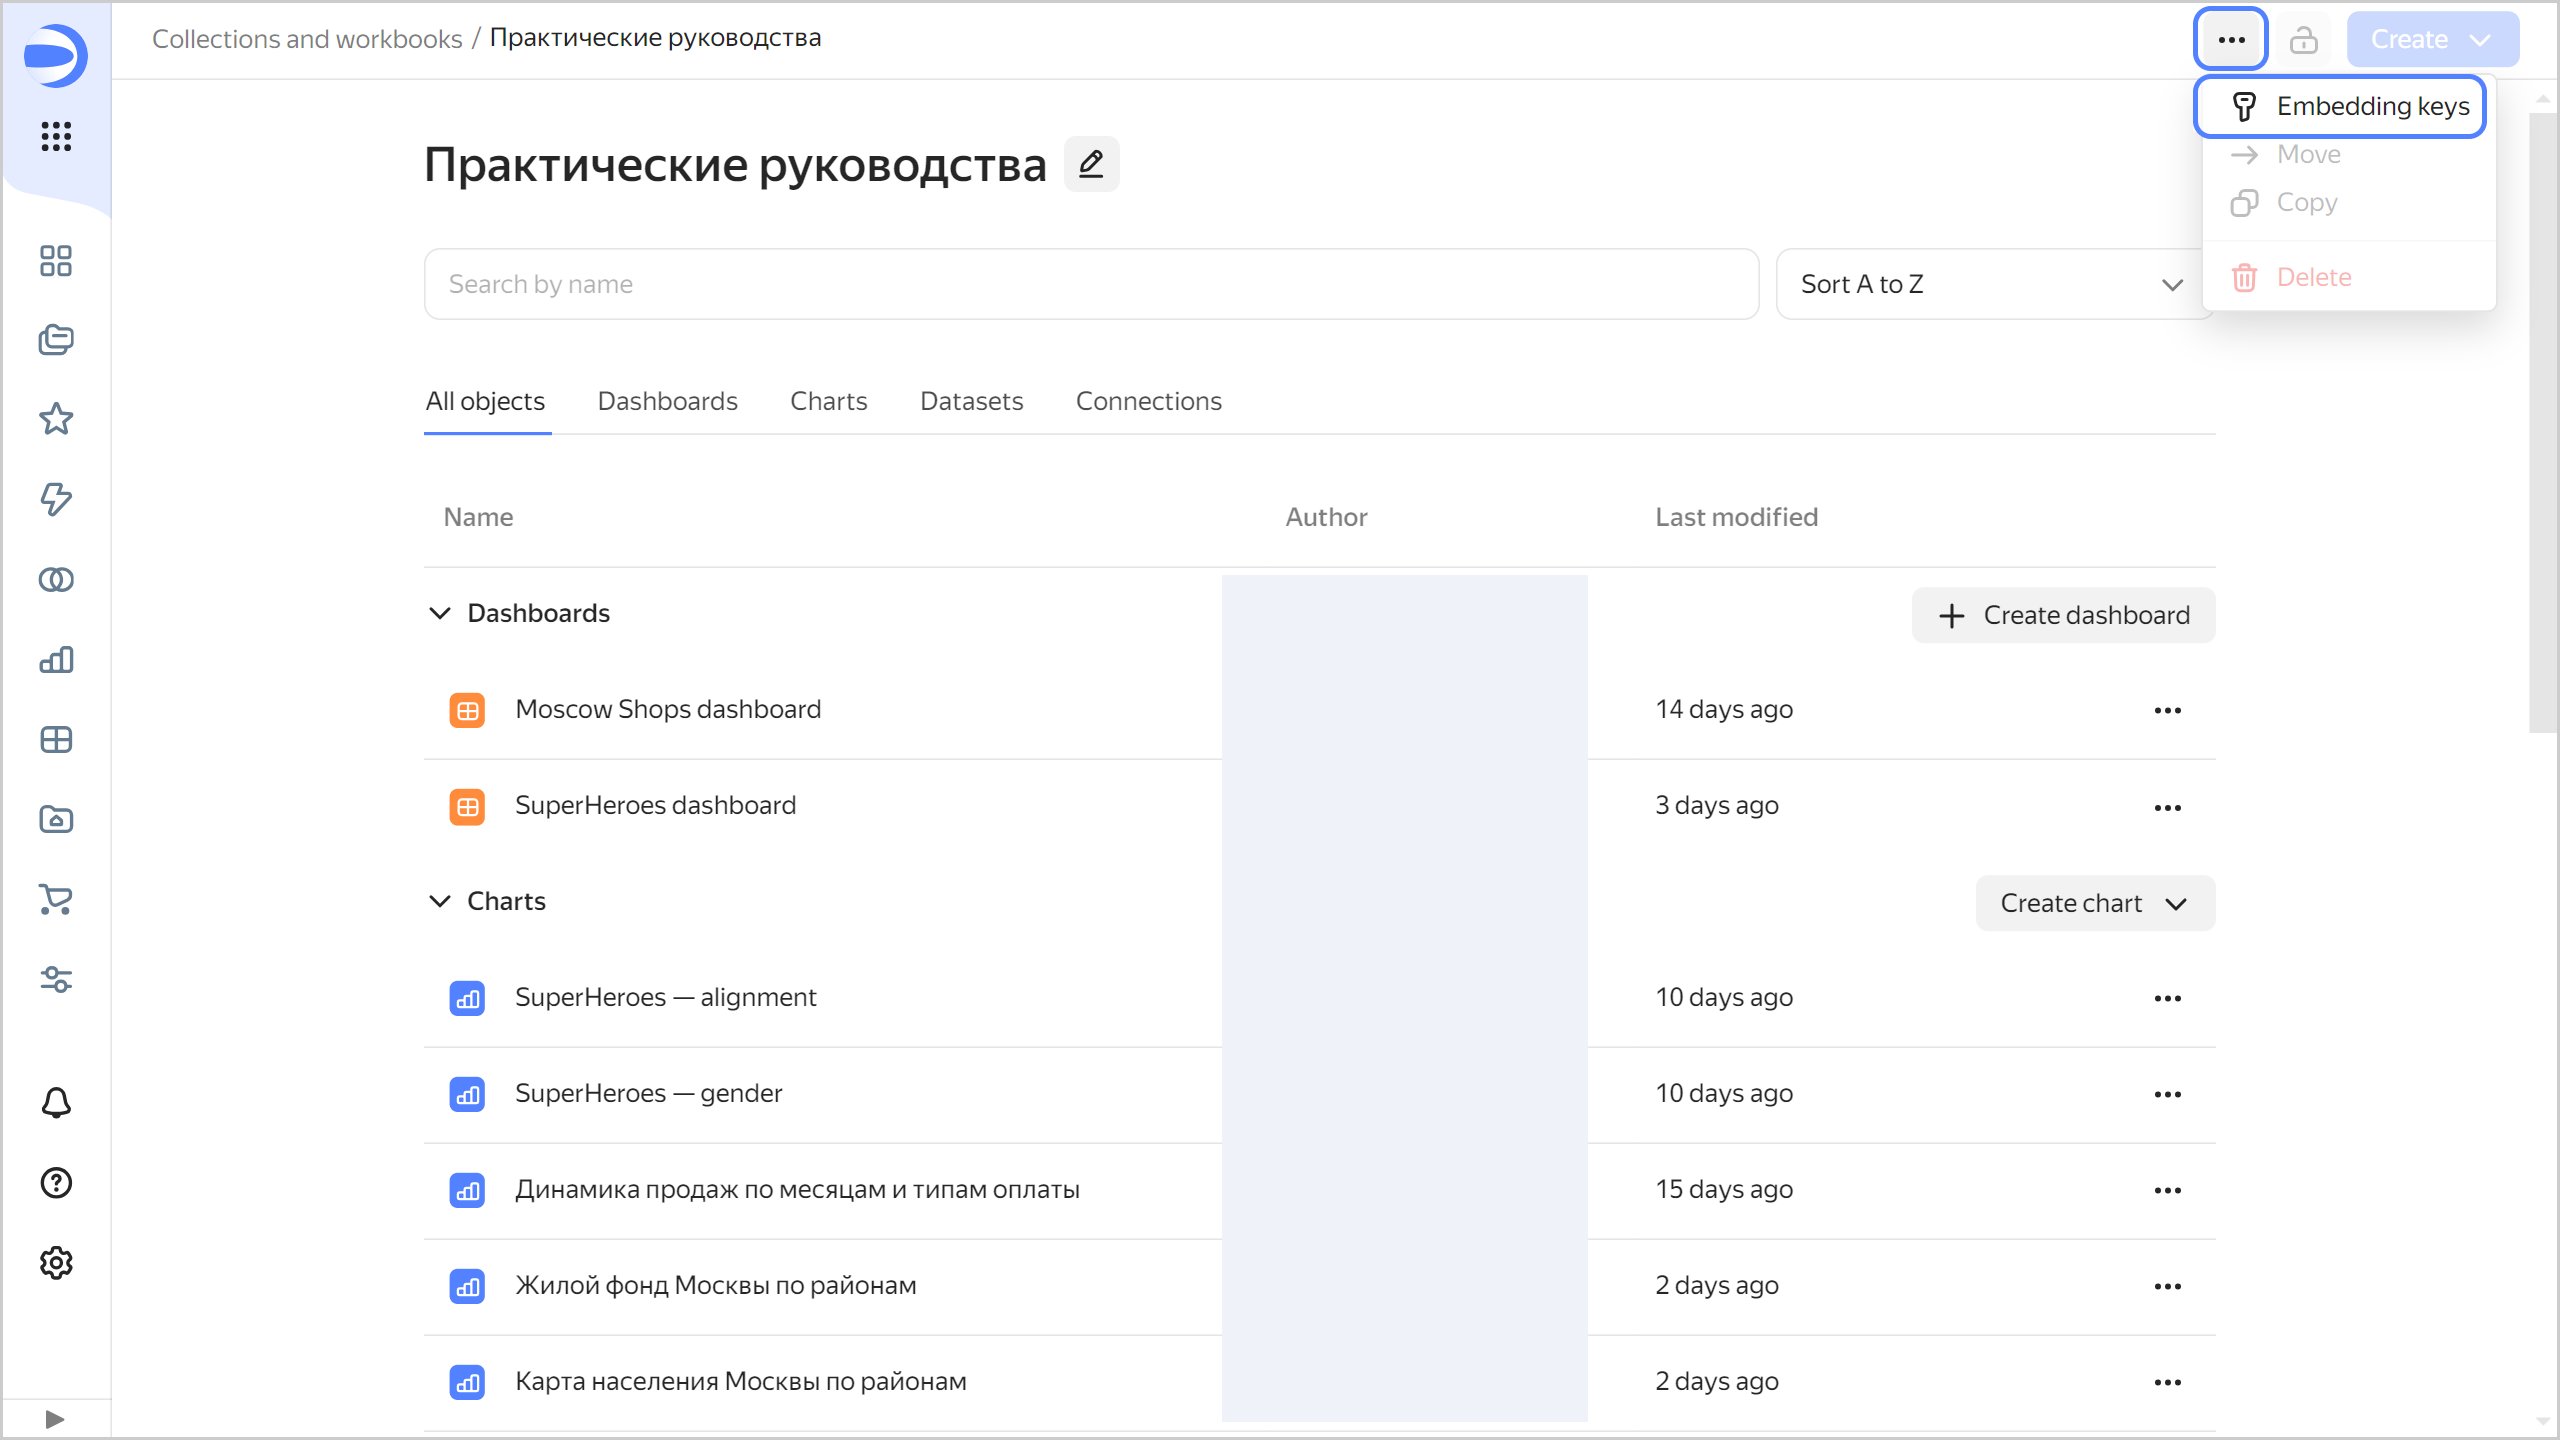 Collections and workbooks / Практические руководства
Create
Embedding keys
Move
Copy
Delete
Практические руководства
Search by name
Sort A to Z
All objects Dashboards Charts Datasets Connections
Name Author Last modified
Dashboards Create dashboard
Moscow Shops dashboard 14 days ago
SuperHeroes dashboard 3 days ago
Charts Create chart
SuperHeroes — alignment 10 days ago
SuperHeroes — gender 10 days ago
Динамика продаж по месяцам и типам оплаты 15 days ago
Жилой фонд Москвы по районам 2 days ago
Карта населения Москвы по районам 2 days ago